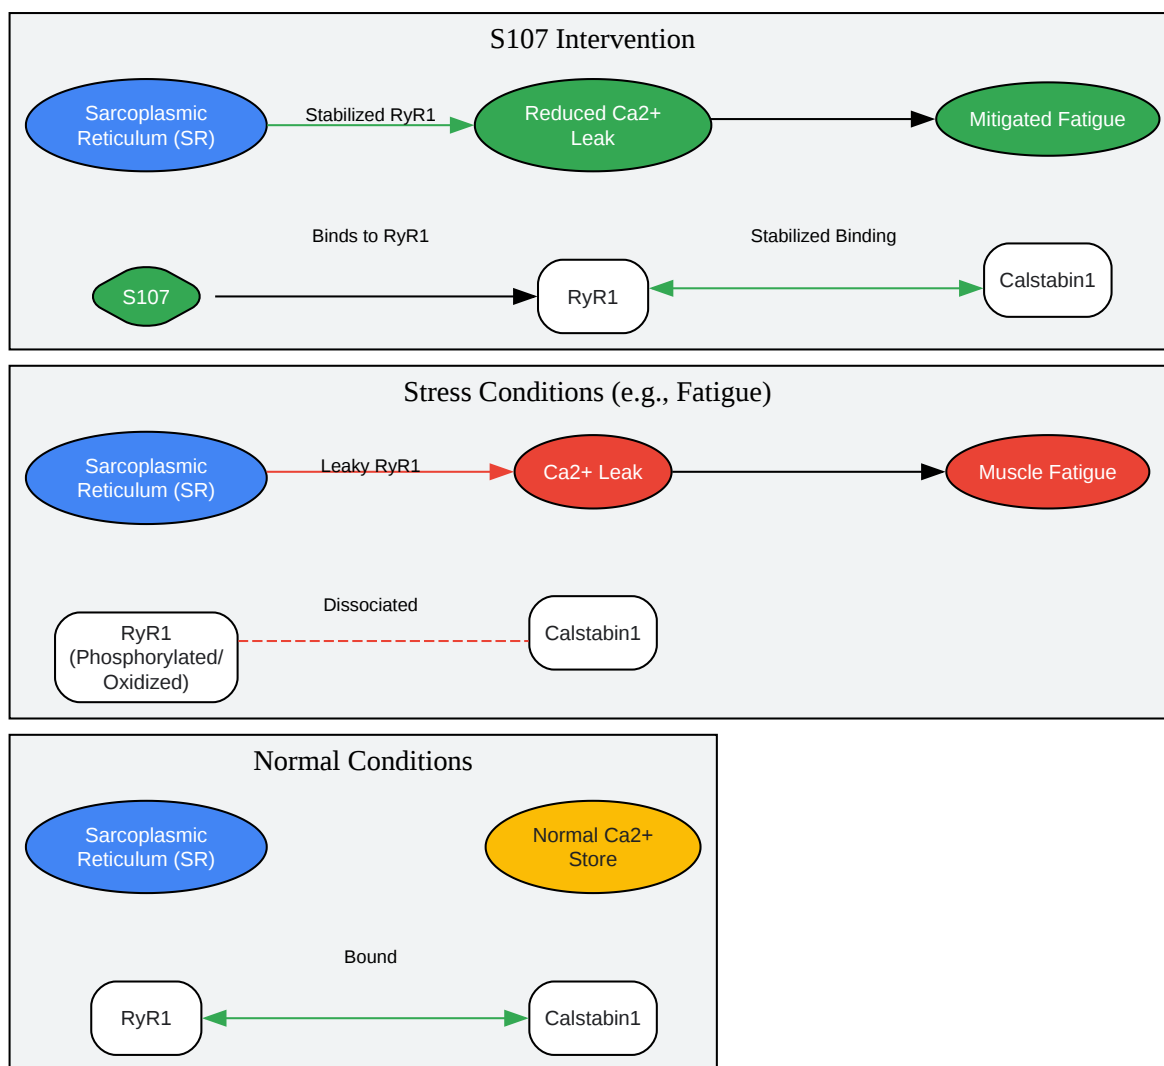 S107 Intervention
Sarcoplasmic
Reticulum (SR)
Stabilized RyR1
Reduced Ca2+
Leak
Mitigated Fatigue
Binds to RyR1
Stabilized Binding
S107
RyR1
Calstabin1
Stress Conditions (e.g., Fatigue)
Sarcoplasmic
Reticulum (SR)
Leaky RyR1
Ca2+ Leak
Muscle Fatigue
Dissociated
RyR1
(Phosphorylated/
Oxidized)
Calstabin1
Normal Conditions
Sarcoplasmic
Reticulum (SR)
Normal Ca2+
Store
Bound
RyR1
Calstabin1